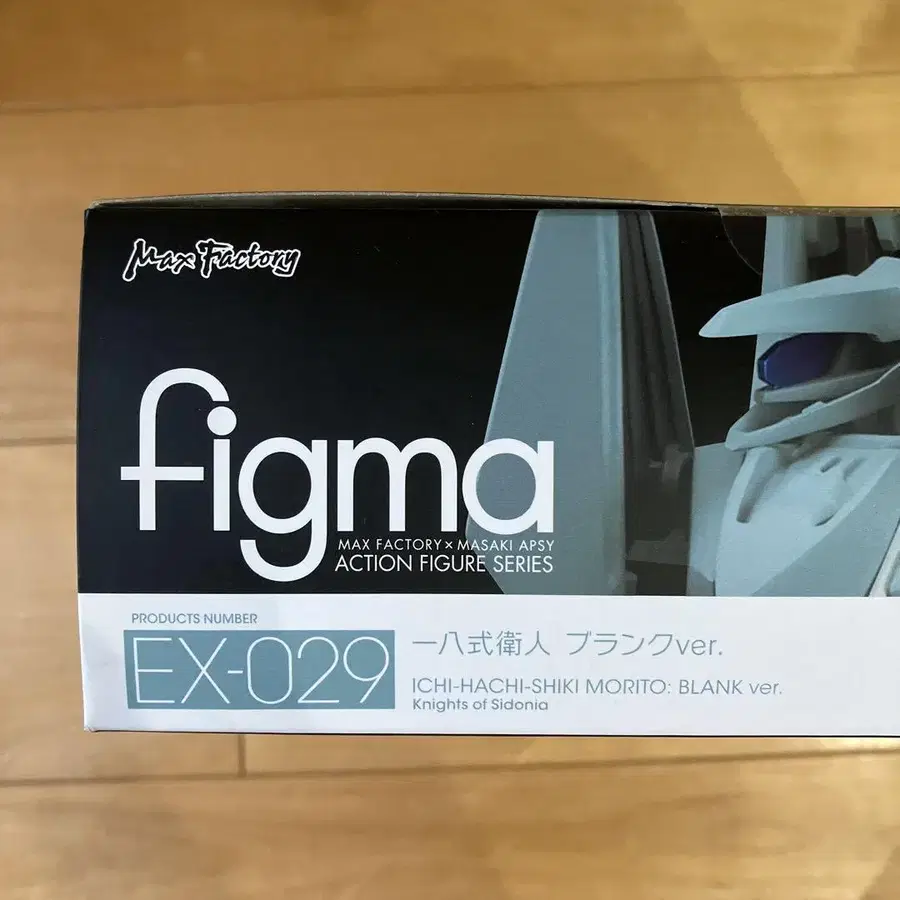 Max Factory
figma
MAX FACTORY × MASAKI APSY
ACTION FIGURE SERIES
PRODUCTS NUMBER
EX-029
一八式衛人 ブランクver.
ICHI-HACHI-SHIKI MORITO: BLANK ver.
Knights of Sidonia